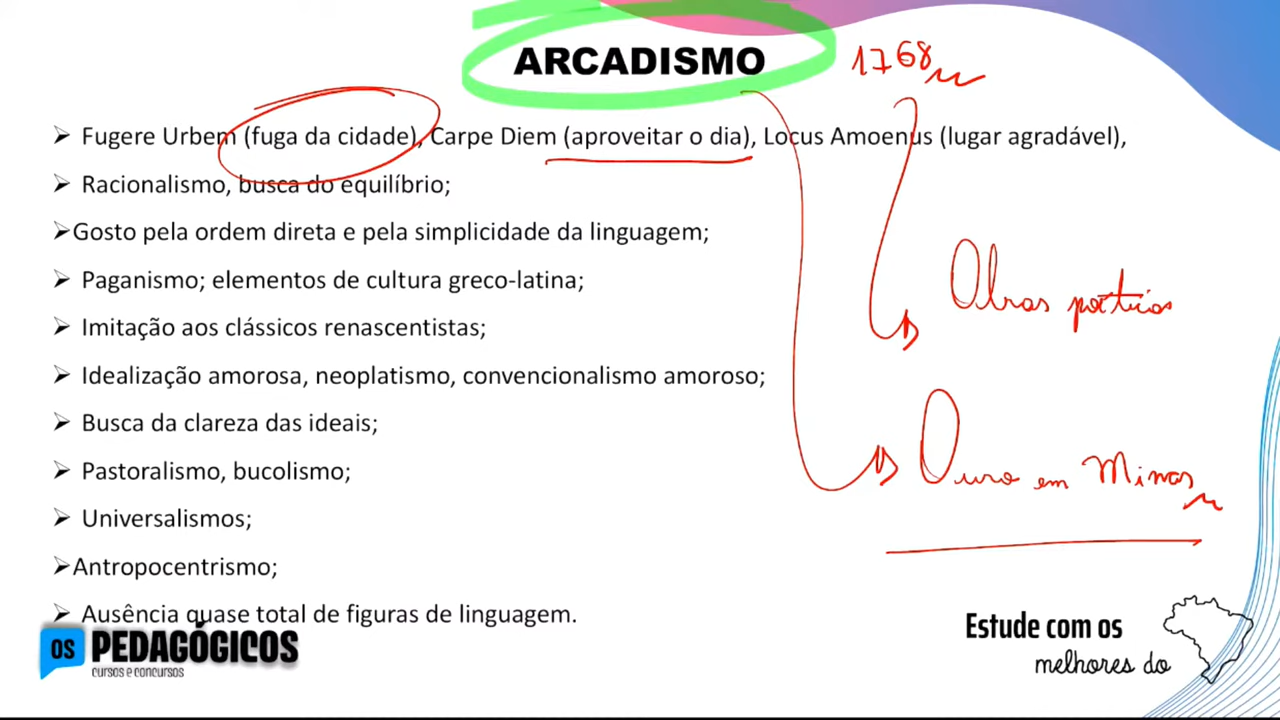 ARCADISMO
1768
Fugere Urbem (fuga da cidade), Carpe Diem (aproveitar o dia), Locus Amoenus (lugar agradável),
Racionalismo, busca do equilíbrio;
Gosto pela ordem direta e pela simplicidade da linguagem;
Paganismo; elementos de cultura greco-latina;
Obras poéticas
Imitação aos clássicos renascentistas;
Idealização amorosa, neoplatismo, convencionalismo amoroso;
Busca da clareza das ideais;
Pastoralismo, bucolismo;
Ouro em Minas
Universalismos;
Antropocentrismo;
Ausência quase total de figuras de linguagem.
OS PEDAGÓGICOS
cursos e concursos
Estude com os
melhores do